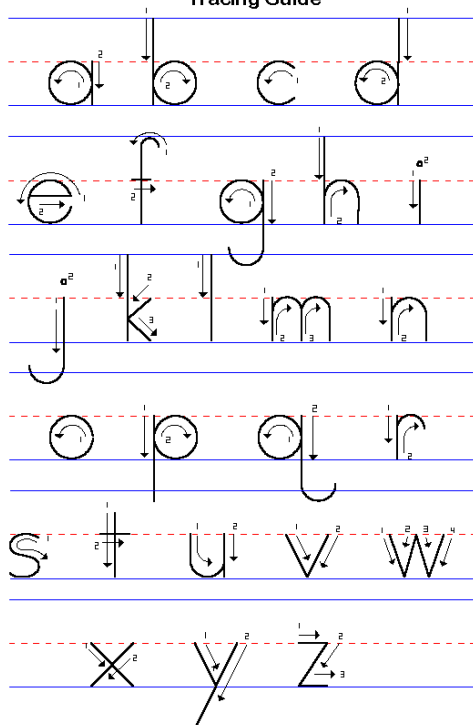 Tracing Guide
a b c d
e f g h i
j k l m n
o p q r
s t u v w
x y z